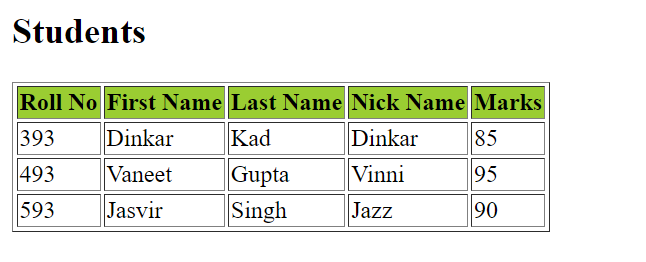 Students
Roll No First Name Last Name Nick Name Marks
393 Dinkar Kad Dinkar 85
493 Vaneet Gupta Vinni 95
593 Jasvir Singh Jazz 90